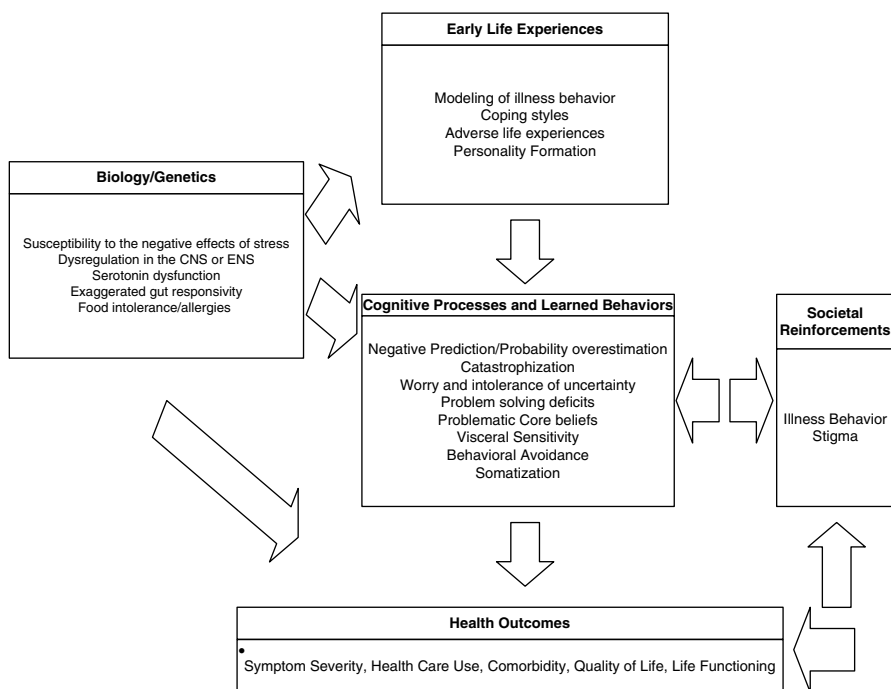 Early Life Experiences
Modeling of illness behavior
Coping styles
Adverse life experiences
Personality Formation
Biology/Genetics
Susceptibility to the negative effects of stress
Dysregulation in the CNS or ENS
Serotonin dysfunction
Exaggerated gut responsivity
Food intolerance/allergies
Cognitive Processes and Learned Behaviors
Negative Prediction/Probability overestimation
Catastrophization
Worry and intolerance of uncertainty
Problem solving deficits
Problematic Core beliefs
Visceral Sensitivity
Behavioral Avoidance
Somatization
Societal
Reinforcements
Illness Behavior
Stigma
Health Outcomes
•
Symptom Severity, Health Care Use, Comorbidity, Quality of Life, Life Functioning